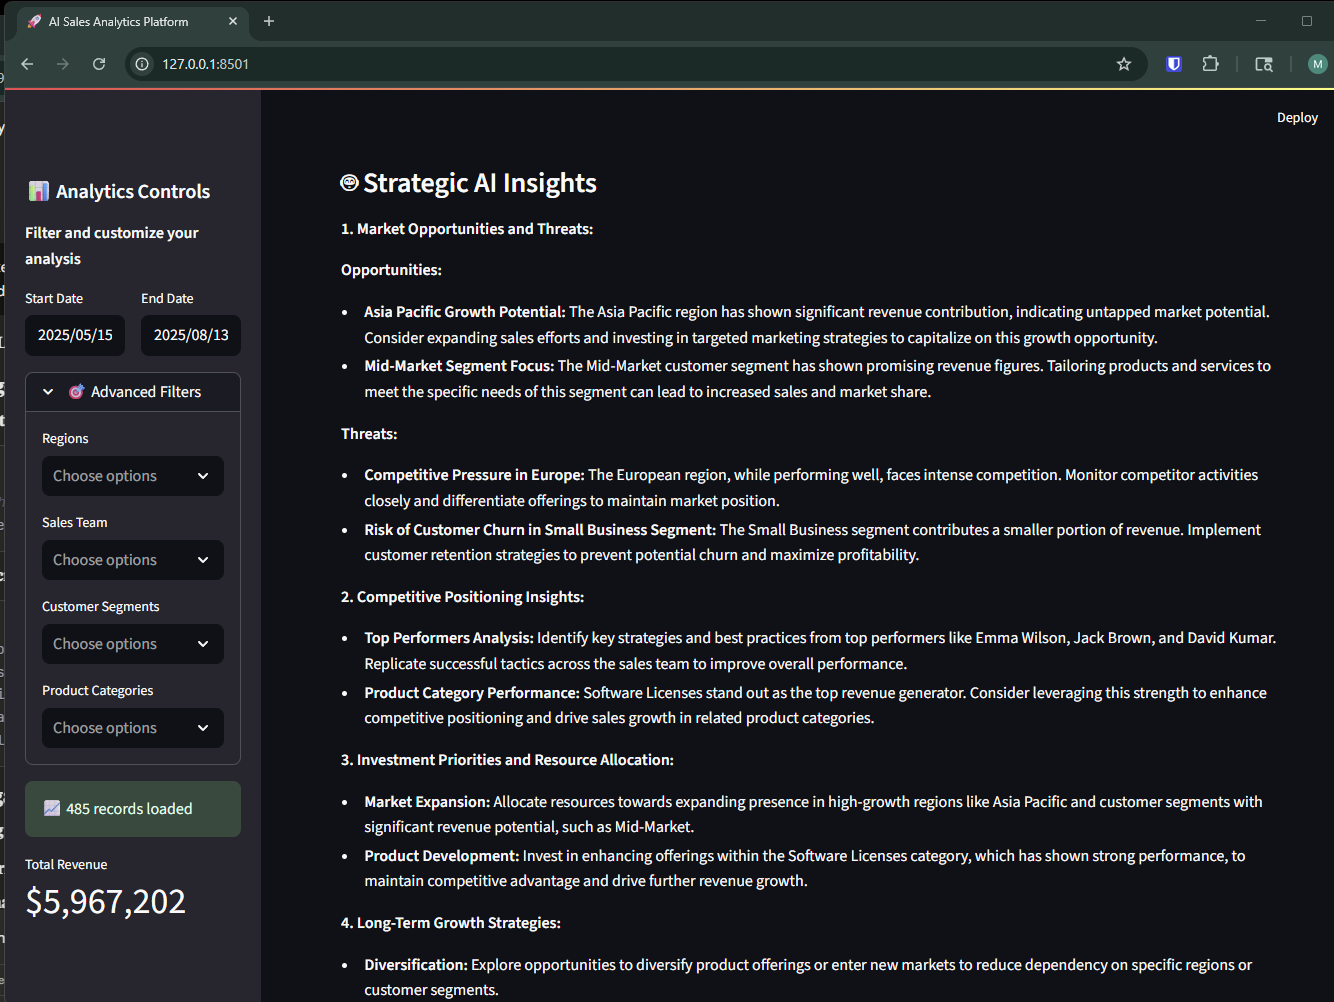 AI Sales Analytics Platform
127.0.0.1:8501
M
Deploy
Analytics Controls
Filter and customize your
analysis
Start Date
End Date
2025/05/15
2025/08/13
Advanced Filters
Regions
Choose options
Sales Team
Choose options
Customer Segments
Choose options
Product Categories
Choose options
485 records loaded
Total Revenue
$5,967,202
Strategic AI Insights
1. Market Opportunities and Threats:
Opportunities:
• Asia Pacific Growth Potential: The Asia Pacific region has shown significant revenue contribution, indicating untapped market potential.
Consider expanding sales efforts and investing in targeted marketing strategies to capitalize on this growth opportunity.
• Mid-Market Segment Focus: The Mid-Market customer segment has shown promising revenue figures. Tailoring products and services to
meet the specific needs of this segment can lead to increased sales and market share.
Threats:
• Competitive Pressure in Europe: The European region, while performing well, faces intense competition. Monitor competitor activities
closely and differentiate offerings to maintain market position.
• Risk of Customer Churn in Small Business Segment: The Small Business segment contributes a smaller portion of revenue. Implement
customer retention strategies to prevent potential churn and maximize profitability.
2. Competitive Positioning Insights:
• Top Performers Analysis: Identify key strategies and best practices from top performers like Emma Wilson, Jack Brown, and David Kumar.
Replicate successful tactics across the sales team to improve overall performance.
• Product Category Performance: Software Licenses stand out as the top revenue generator. Consider leveraging this strength to enhance
competitive positioning and drive sales growth in related product categories.
3. Investment Priorities and Resource Allocation:
• Market Expansion: Allocate resources towards expanding presence in high-growth regions like Asia Pacific and customer segments with
significant revenue potential, such as Mid-Market.
• Product Development: Invest in enhancing offerings within the Software Licenses category, which has shown strong performance, to
maintain competitive advantage and drive further revenue growth.
4. Long-Term Growth Strategies:
• Diversification: Explore opportunities to diversify product offerings or enter new markets to reduce dependency on specific regions or
customer segments.